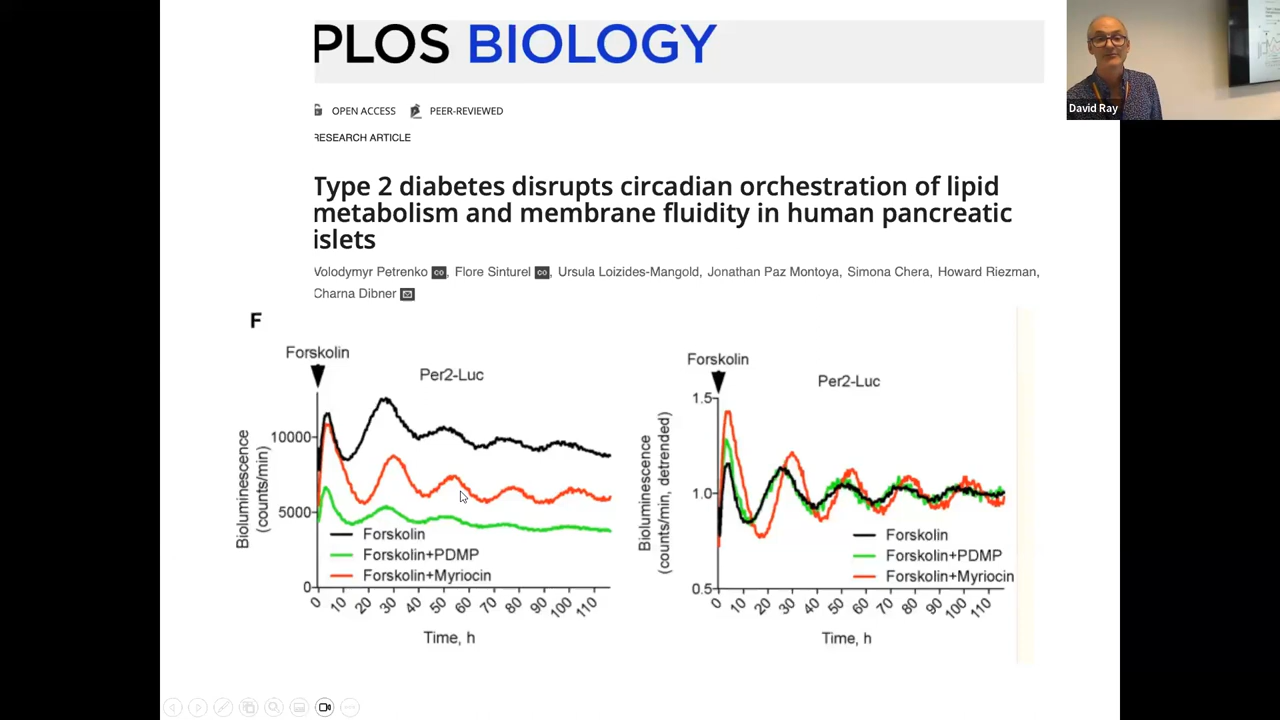 PLOS BIOLOGY
David Ray
OPEN ACCESS PEER-REVIEWED
RESEARCH ARTICLE
Type 2 diabetes disrupts circadian orchestration of lipid
metabolism and membrane fluidity in human pancreatic
islets
Volodymyr Petrenko co, Flore Sinturel co, Ursula Loizides-Mangold, Jonathan Paz Montoya, Simona Chera, Howard Riezman,
Charna Dibner
F
Forskolin
Per2-Luc
Bioluminescence
(counts/min)
10000
5000
0
Forskolin
Forskolin+PDMP
Forskolin+Myriocin
0 10 20 30 40 50 60 70 80 90 100 110
Time, h
Forskolin
Per2-Luc
Bioluminescence
(counts/min, detrended)
1.5
1.0
0.5
Forskolin
Forskolin+PDMP
Forskolin+Myriocin
0 10 20 30 40 50 60 70 80 90 100 110
Time, h